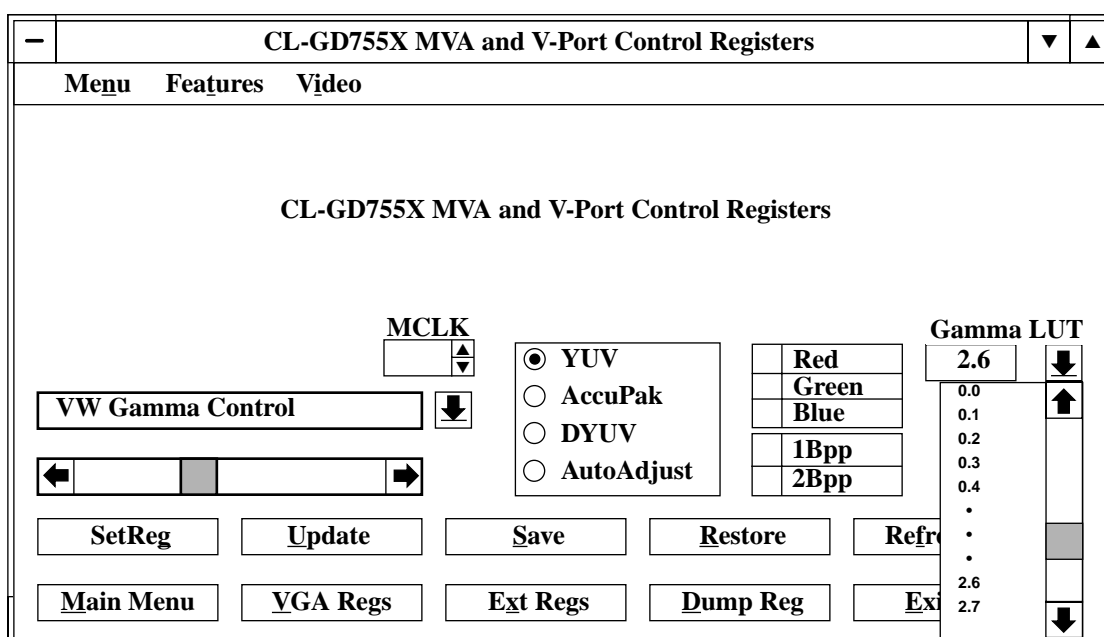 CL-GD755X MVA and V-Port Control Registers
Menu Features Video
CL-GD755X MVA and V-Port Control Registers
MCLK
Gamma LUT
YUV
AccuPak
DYUV
AutoAdjust
Red
Green
Blue
1Bpp
2Bpp
2.6
0.0
0.1
0.2
0.3
0.4
•
•
•
2.6
2.7
VW Gamma Control
SetReg Update Save Restore Refre
Main Menu VGA Regs Ext Regs Dump Reg Exi